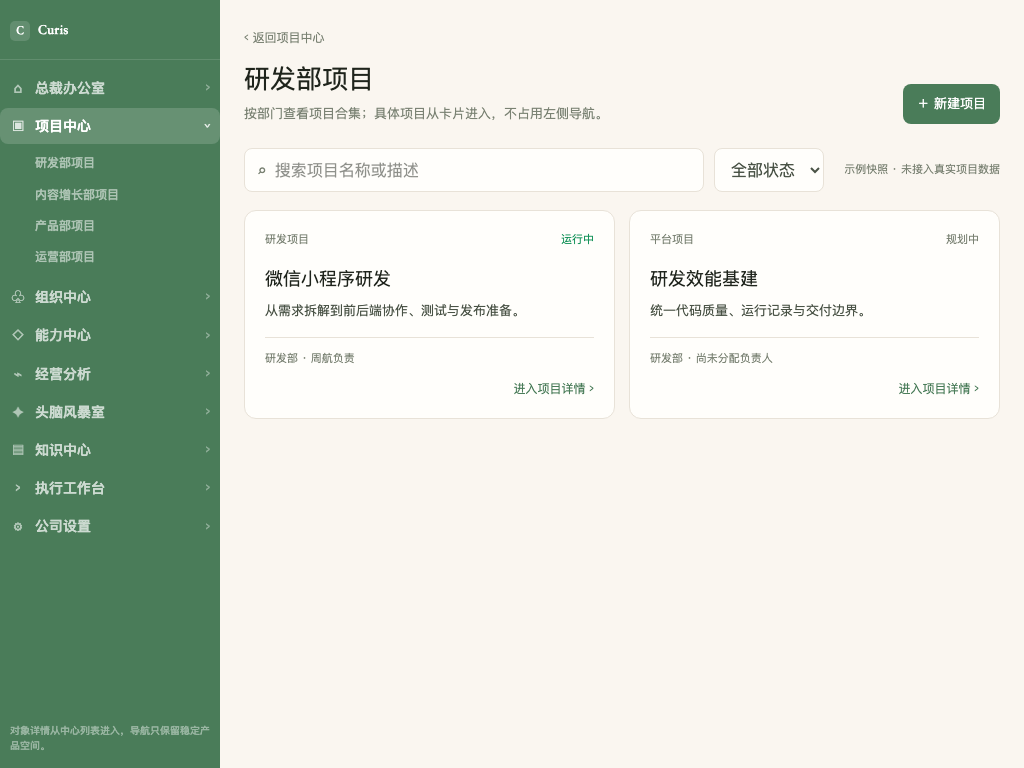 C Curis
总裁办公室
项目中心
研发部项目
内容增长部项目
产品部项目
运营部项目
组织中心
能力中心
经营分析
头脑风暴室
知识中心
执行工作台
公司设置
对象详情从中心列表进入，导航只保留稳定产
品空间。
‹ 返回项目中心
研发部项目
按部门查看项目合集；具体项目从卡片进入，不占用左侧导航。
+ 新建项目
搜索项目名称或描述
全部状态
示例快照 · 未接入真实项目数据
研发项目
运行中
微信小程序研发
从需求拆解到前后端协作、测试与发布准备。
研发部 · 周航负责
进入项目详情 ›
平台项目
规划中
研发效能基建
统一代码质量、运行记录与交付边界。
研发部 · 尚未分配负责人
进入项目详情 ›